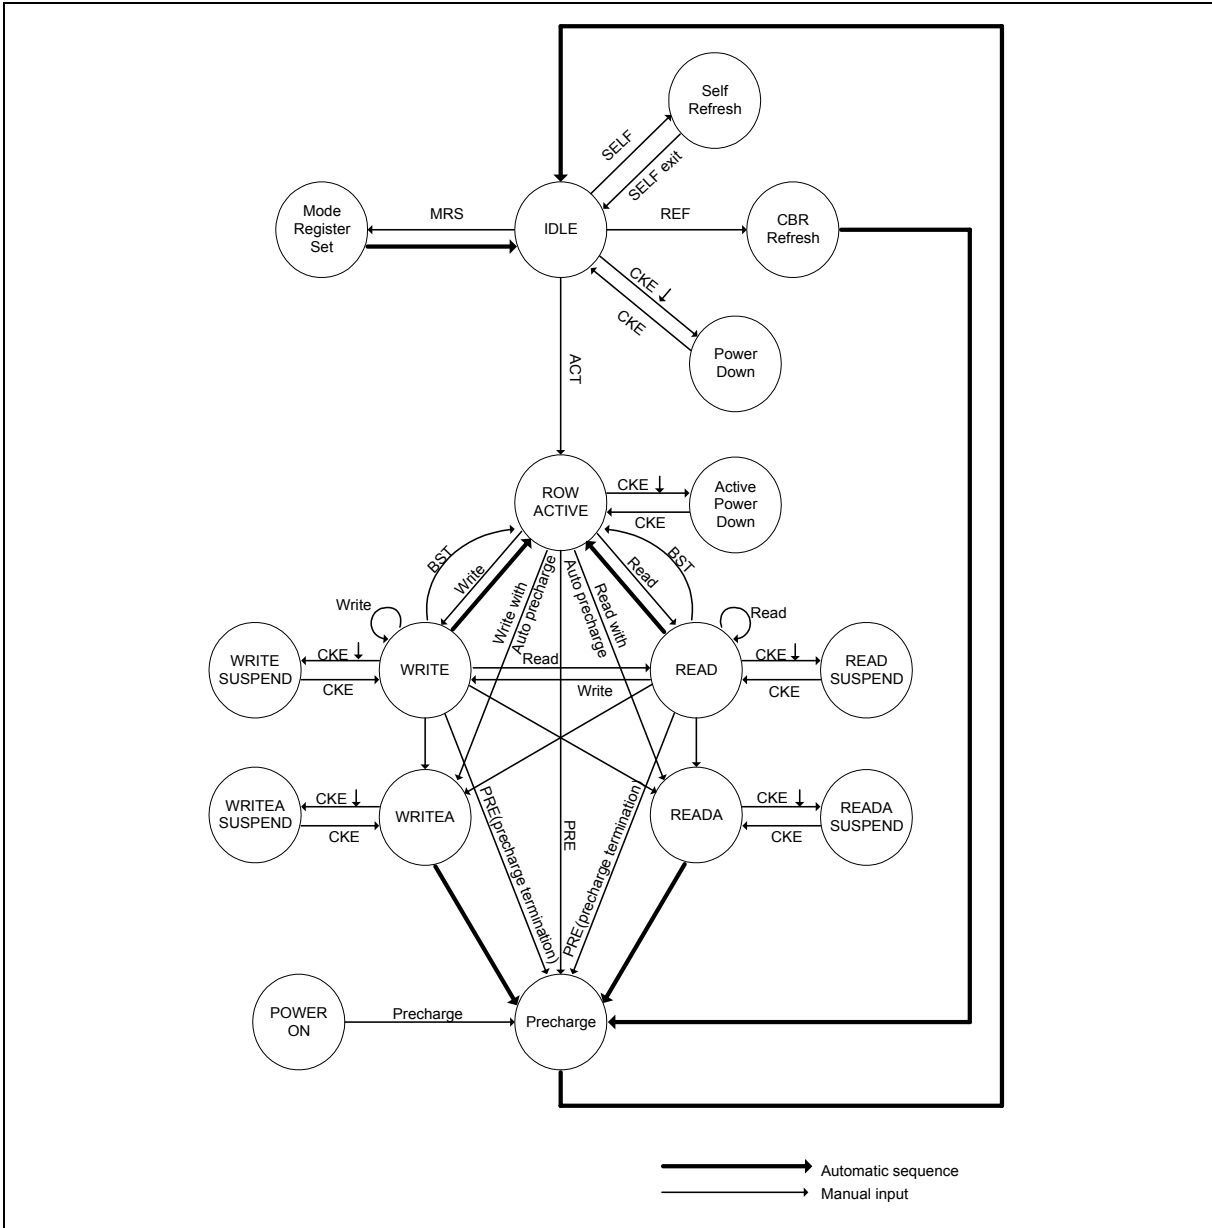 Self
Refresh
SELF
SELF exit
Mode
Register
Set
MRS
IDLE
REF
CBR
Refresh
CKE
CKE
Power
Down
ACT
ROW
ACTIVE
CKE
CKE
Active
Power
Down
BST
Write
Write with
Auto precharge
Auto precharge
Read with
Read
BST
Write
Read
WRITE
SUSPEND
CKE
CKE
WRITE
Read
Write
READ
CKE
CKE
READ
SUSPEND
WRITEA
SUSPEND
CKE
CKE
WRITEA
PRE(precharge termination)
PRE
PRE(precharge termination)
READA
CKE
CKE
READA
SUSPEND
POWER
ON
Precharge
Precharge
Automatic sequence
Manual input